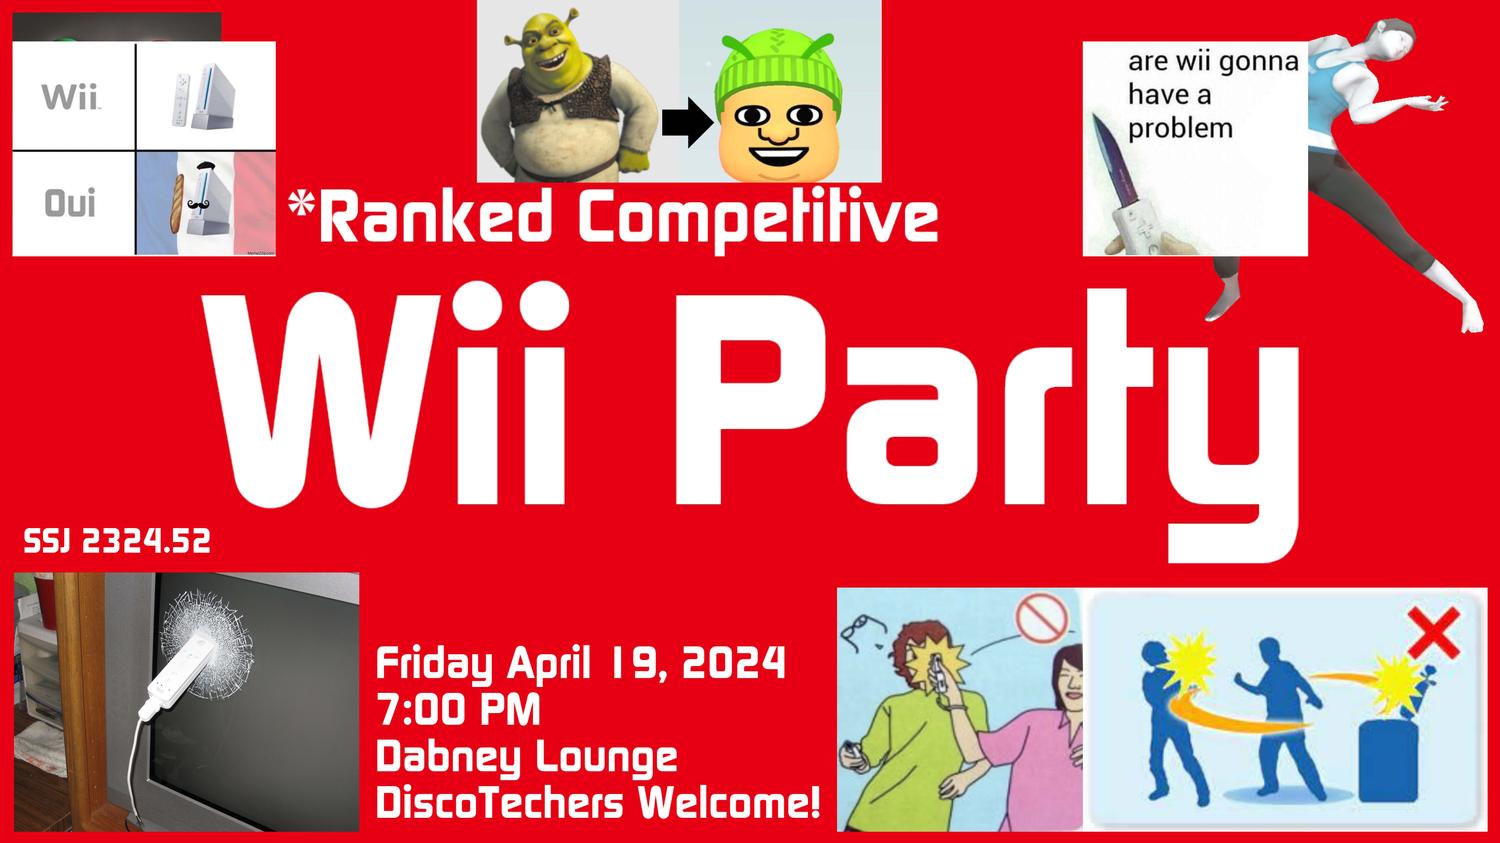 Wii
Oui
are wii gonna
have a
problem
*Ranked Competitive
Wii Party
SSJ 2324.52
Friday April 19, 2024
7:00 PM
Dabney Lounge
DiscoTechers Welcome!